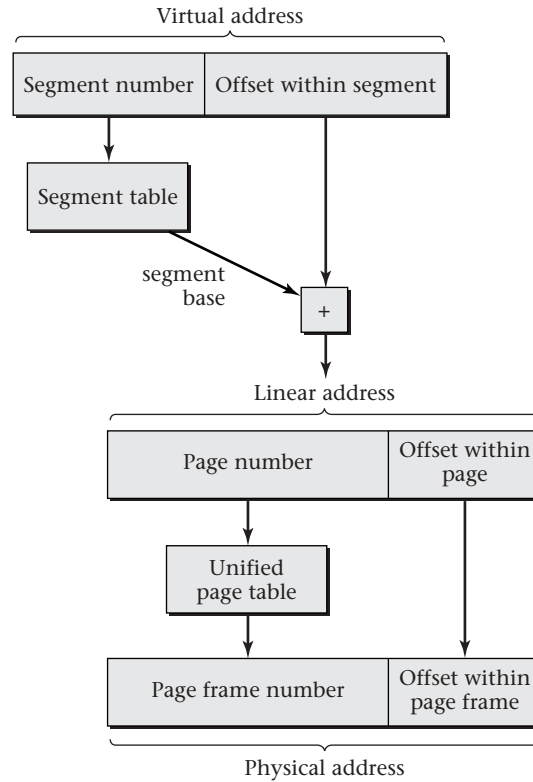 Virtual address
Segment number
Offset within segment
Segment table
segment
base
+
Linear address
Page number
Offset within
page
Unified
page table
Page frame number
Offset within
page frame
Physical address